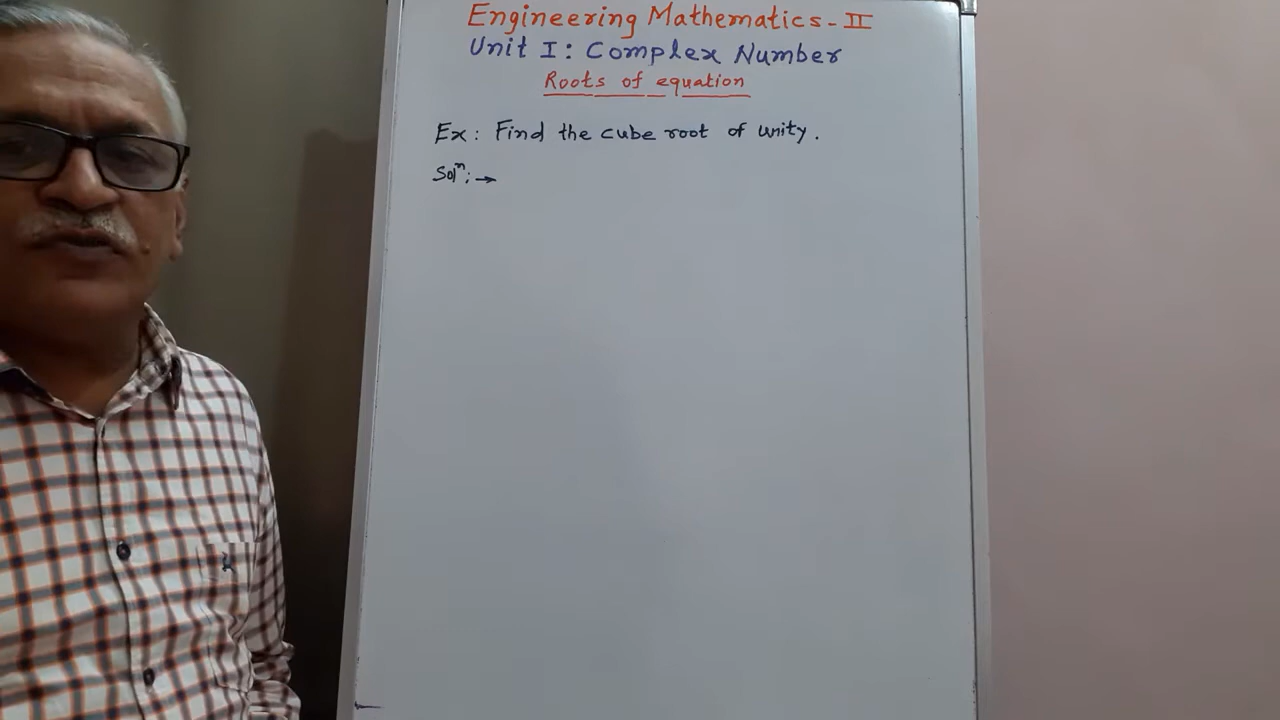 Engineering Mathematics - II
Unit I: Complex Number
Roots of equation
Ex: Find the cube root of unity.
Solⁿ: →